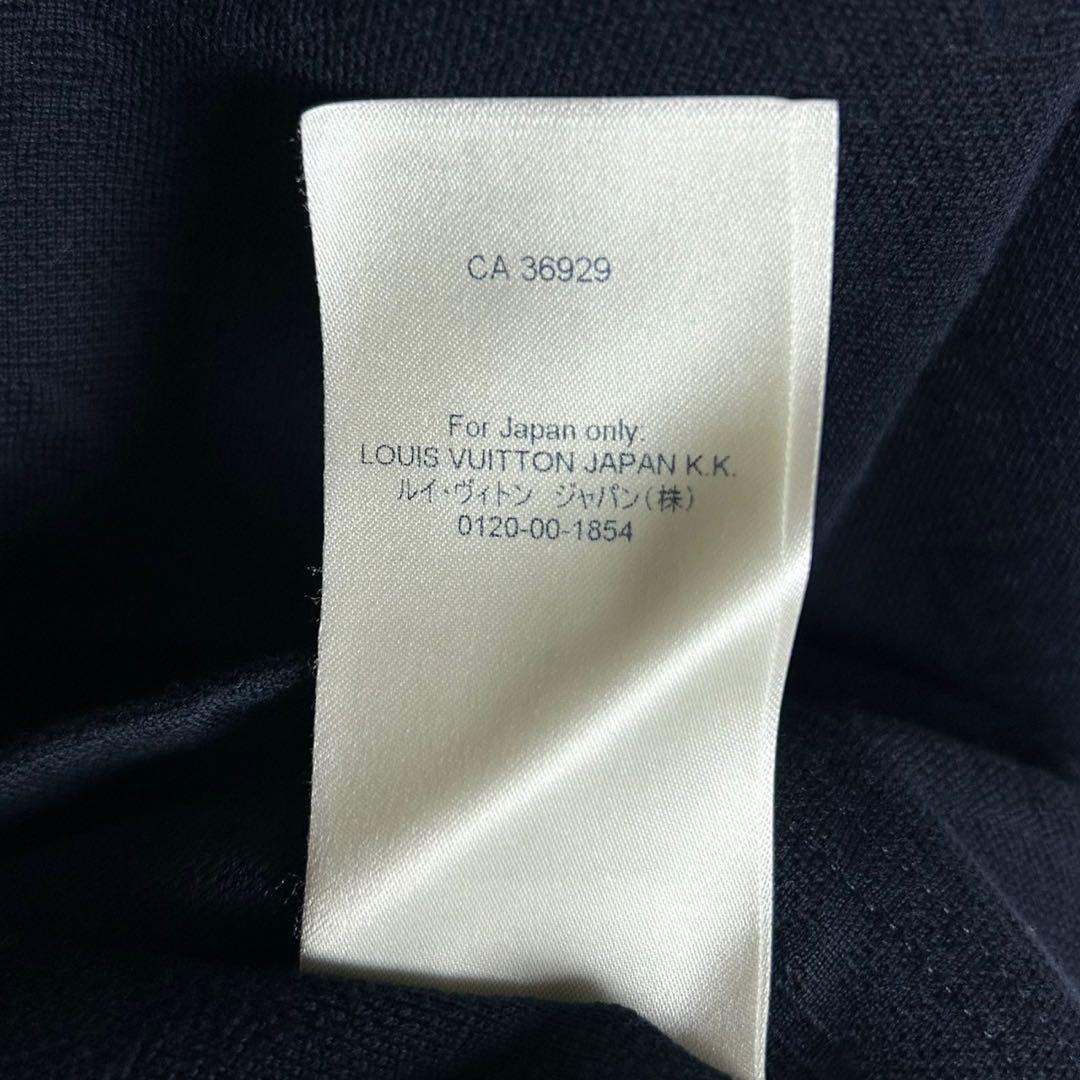 CA 36929
For Japan only:
LOUIS VUITTON JAPAN K.K.
ルイ・ヴィトン ジャパン(株)
0120-00-1854